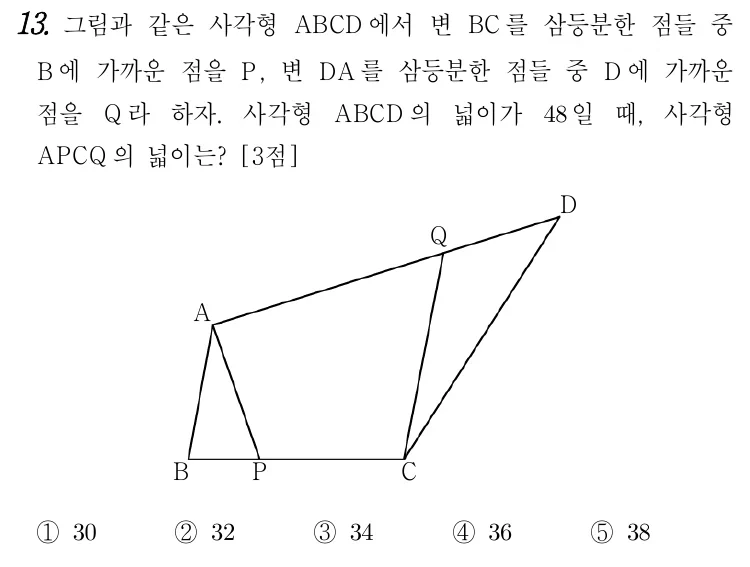 13. 그림과 같은 사각형 ABCD에서 변 BC를 삼등분한 점들 중
B에 가까운 점을 P, 변 DA를 삼등분한 점들 중 D에 가까운
점을 Q라 하자. 사각형 ABCD의 넓이가 48일 때, 사각형
APCQ의 넓이는? [3점]
D
Q
A
B P C
① 30 ② 32 ③ 34 ④ 36 ⑤ 38